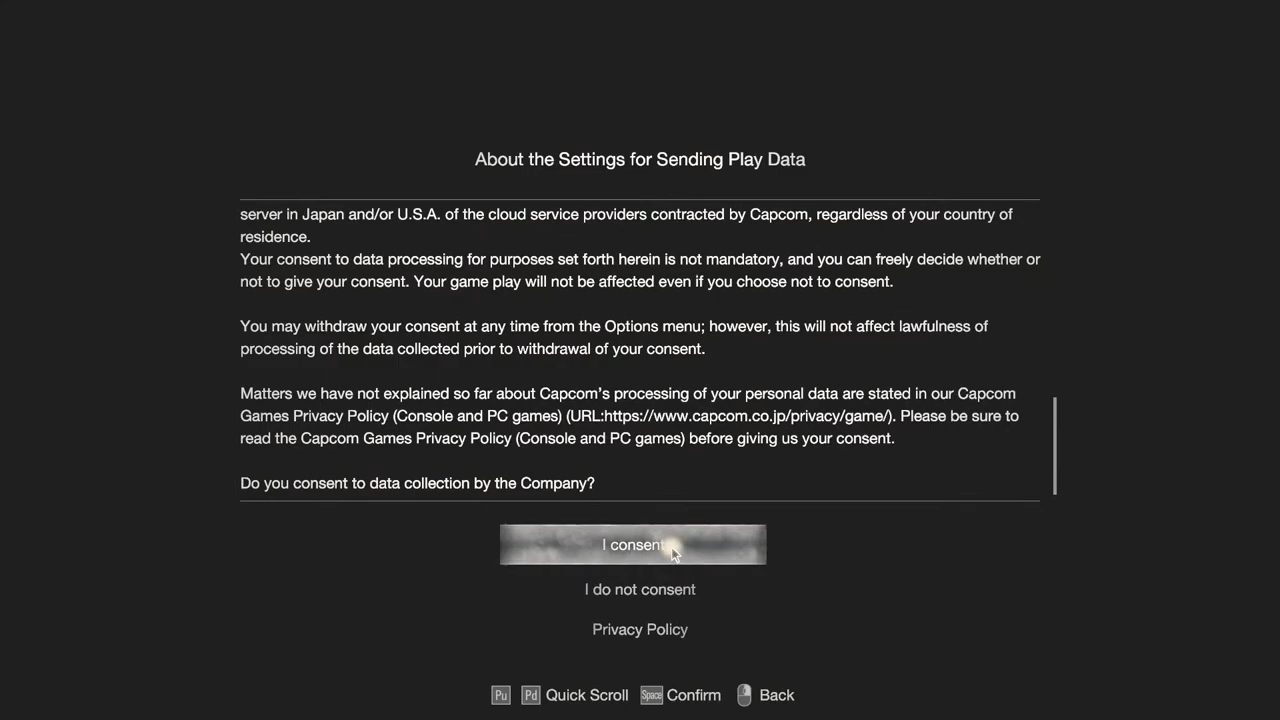 About the Settings for Sending Play Data
server in Japan and/or U.S.A. of the cloud service providers contracted by Capcom, regardless of your country of
residence.
Your consent to data processing for purposes set forth herein is not mandatory, and you can freely decide whether or
not to give your consent. Your game play will not be affected even if you choose not to consent.
You may withdraw your consent at any time from the Options menu; however, this will not affect lawfulness of
processing of the data collected prior to withdrawal of your consent.
Matters we have not explained so far about Capcom's processing of your personal data are stated in our Capcom
Games Privacy Policy (Console and PC games) (URL:https://www.capcom.co.jp/privacy/game/). Please be sure to
read the Capcom Games Privacy Policy (Console and PC games) before giving us your consent.
Do you consent to data collection by the Company?
I consent
I do not consent
Privacy Policy
Pu Pd Quick Scroll Space Confirm Back